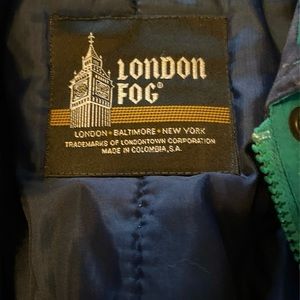 LONDON
FOG®
LONDON • BALTIMORE • NEW YORK
TRADEMARKS OF LONDONTOWN CORPORATION
MADE IN COLOMBIA, S.A.